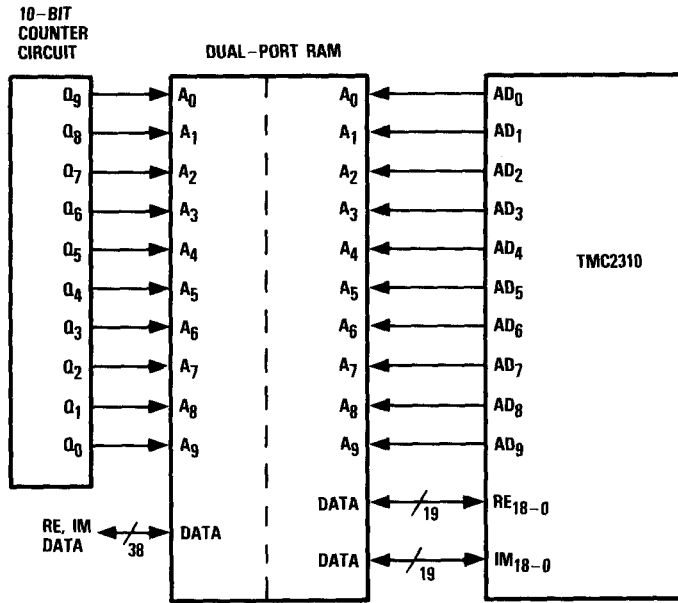 10-BIT
COUNTER
CIRCUIT
DUAL-PORT RAM
Q9 A0 A0 AD0
Q8 A1 A1 AD1
Q7 A2 A2 AD2
Q6 A3 A3 AD3
Q5 A4 A4 AD4
TMC2310
Q4 A5 A5 AD5
Q3 A6 A6 AD6
Q2 A7 A7 AD7
Q1 A8 A8 AD8
Q0 A9 A9 AD9
DATA 19 RE18-0
RE, IM
DATA 38 DATA
DATA 19 IM18-0